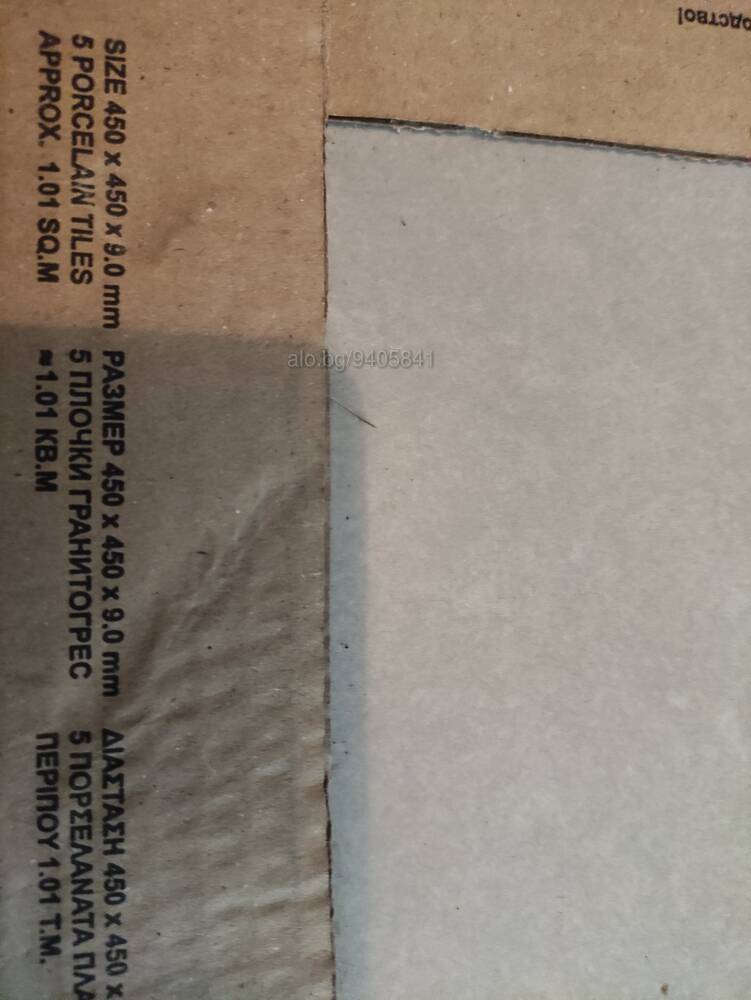 SIZE 450 x 450 x 9.0 mm
5 PORCELAIN TILES
APPROX. 1.01 SQ.M
РАЗМЕР 450 x 450 x 9.0 mm
5 ПЛОЧКИ ГРАНИТОГРЕС
≈1.01 КВ.М
ΔΙΑΣΤΑΣΗ 450 x 450 x
5 ΠΟΡΣΕΛΑΝΑΤΑ ΠΛΑ
ΠΕΡΙΠΟΥ 1.01 Τ.Μ.
alo.bg/9405841